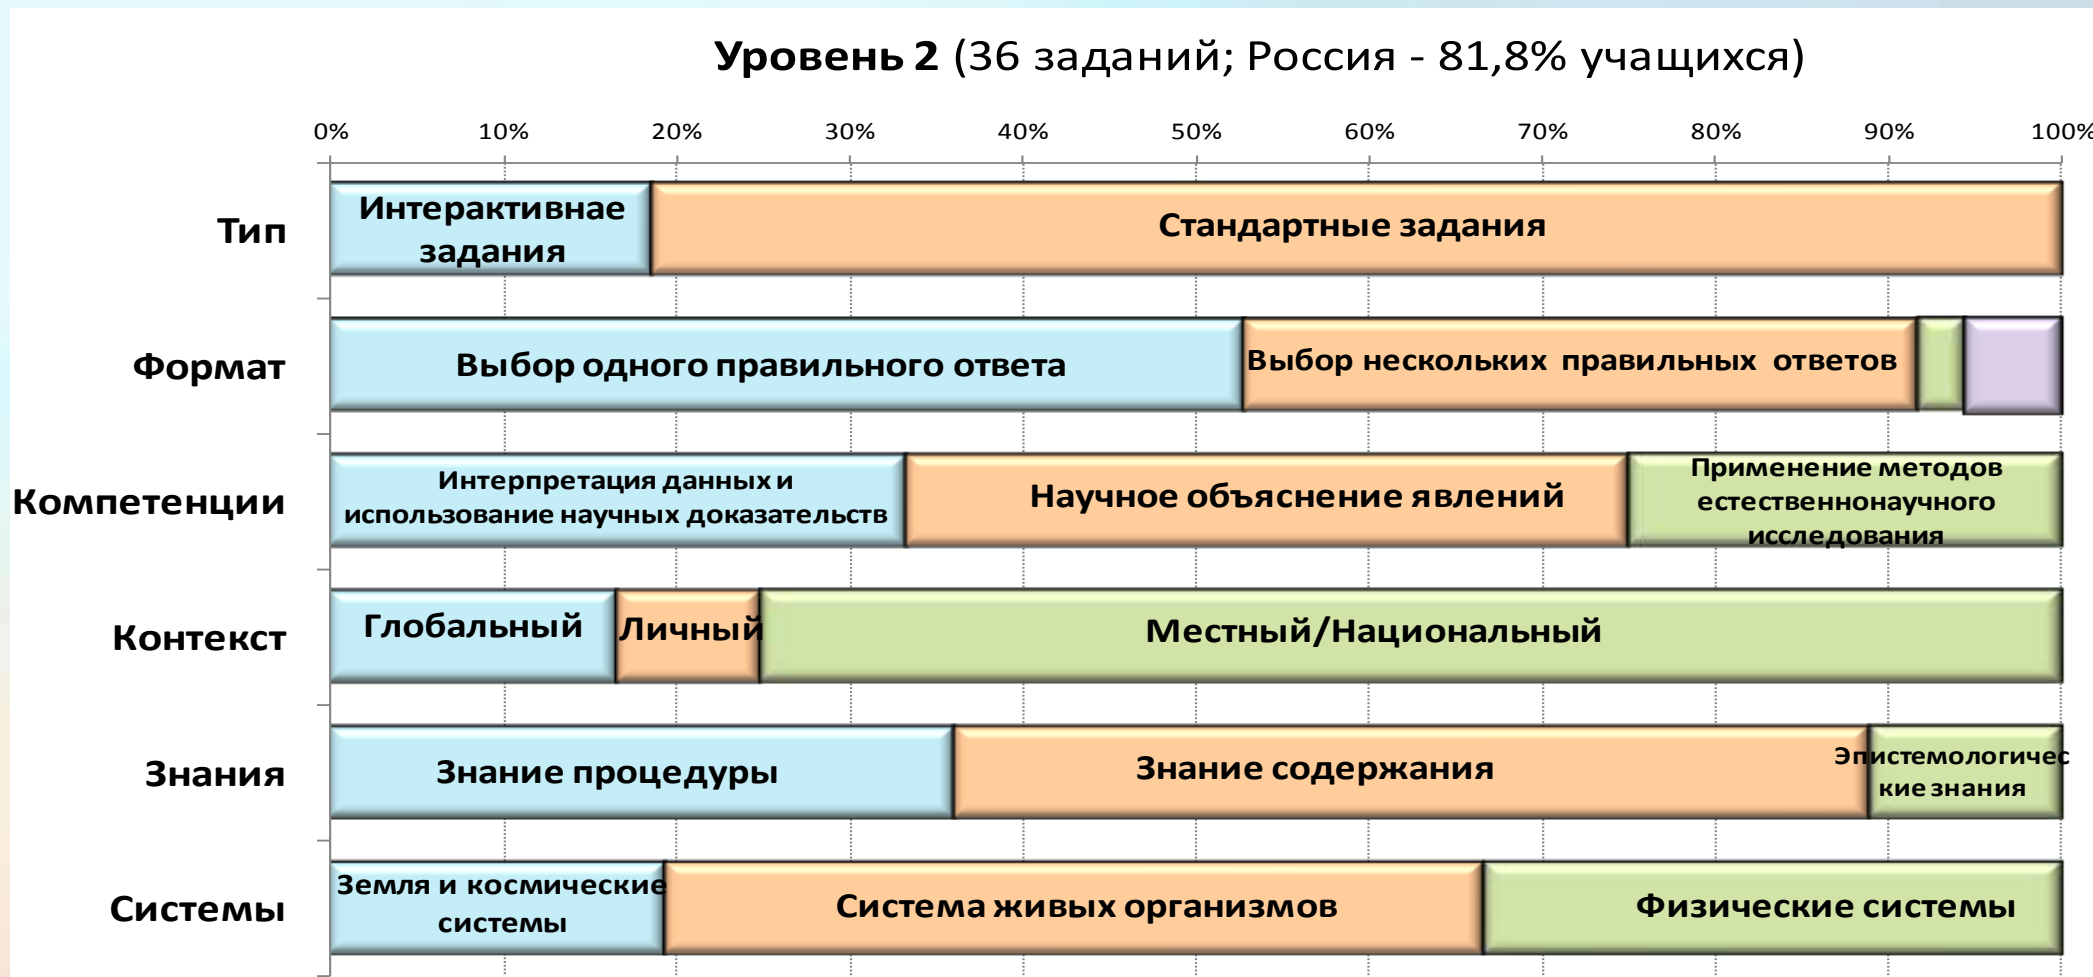 Уровень 2 (36 заданий; Россия - 81,8% учащихся)
0% 10% 20% 30% 40% 50% 60% 70% 80% 90% 100%
Тип
Интерактивнае
задания
Стандартные задания
Формат
Выбор одного правильного ответа
Выбор нескольких правильных ответов
Компетенции
Интерпретация данных и
использование научных доказательств
Научное объяснение явлений
Применение методов
естественнонаучного
исследования
Контекст
Глобальный
Личный
Местный/Национальный
Знания
Знание процедуры
Знание содержания
Эпистемологичес
кие знания
Системы
Земля и космические
системы
Система живых организмов
Физические системы